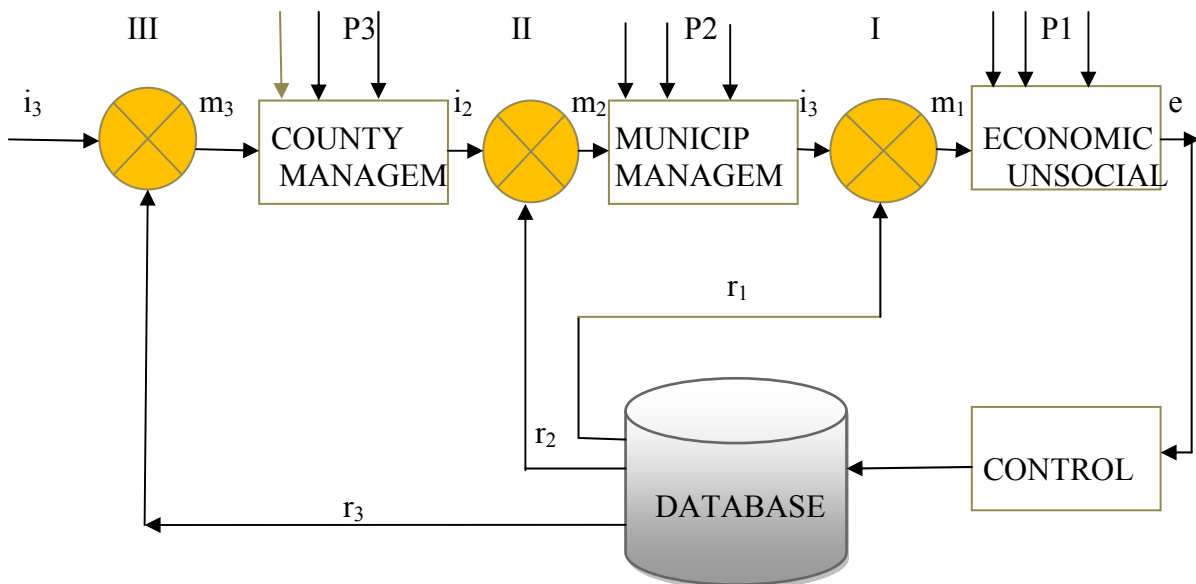 III P3 II P2 I P1
i₃ m₃ i₂ m₂ i₃ m₁ e
COUNTY MUNICIP ECONOMIC
MANAGEM MANAGEM UNSOCIAL
r₁
r₂
CONTROL
DATABASE
r₃